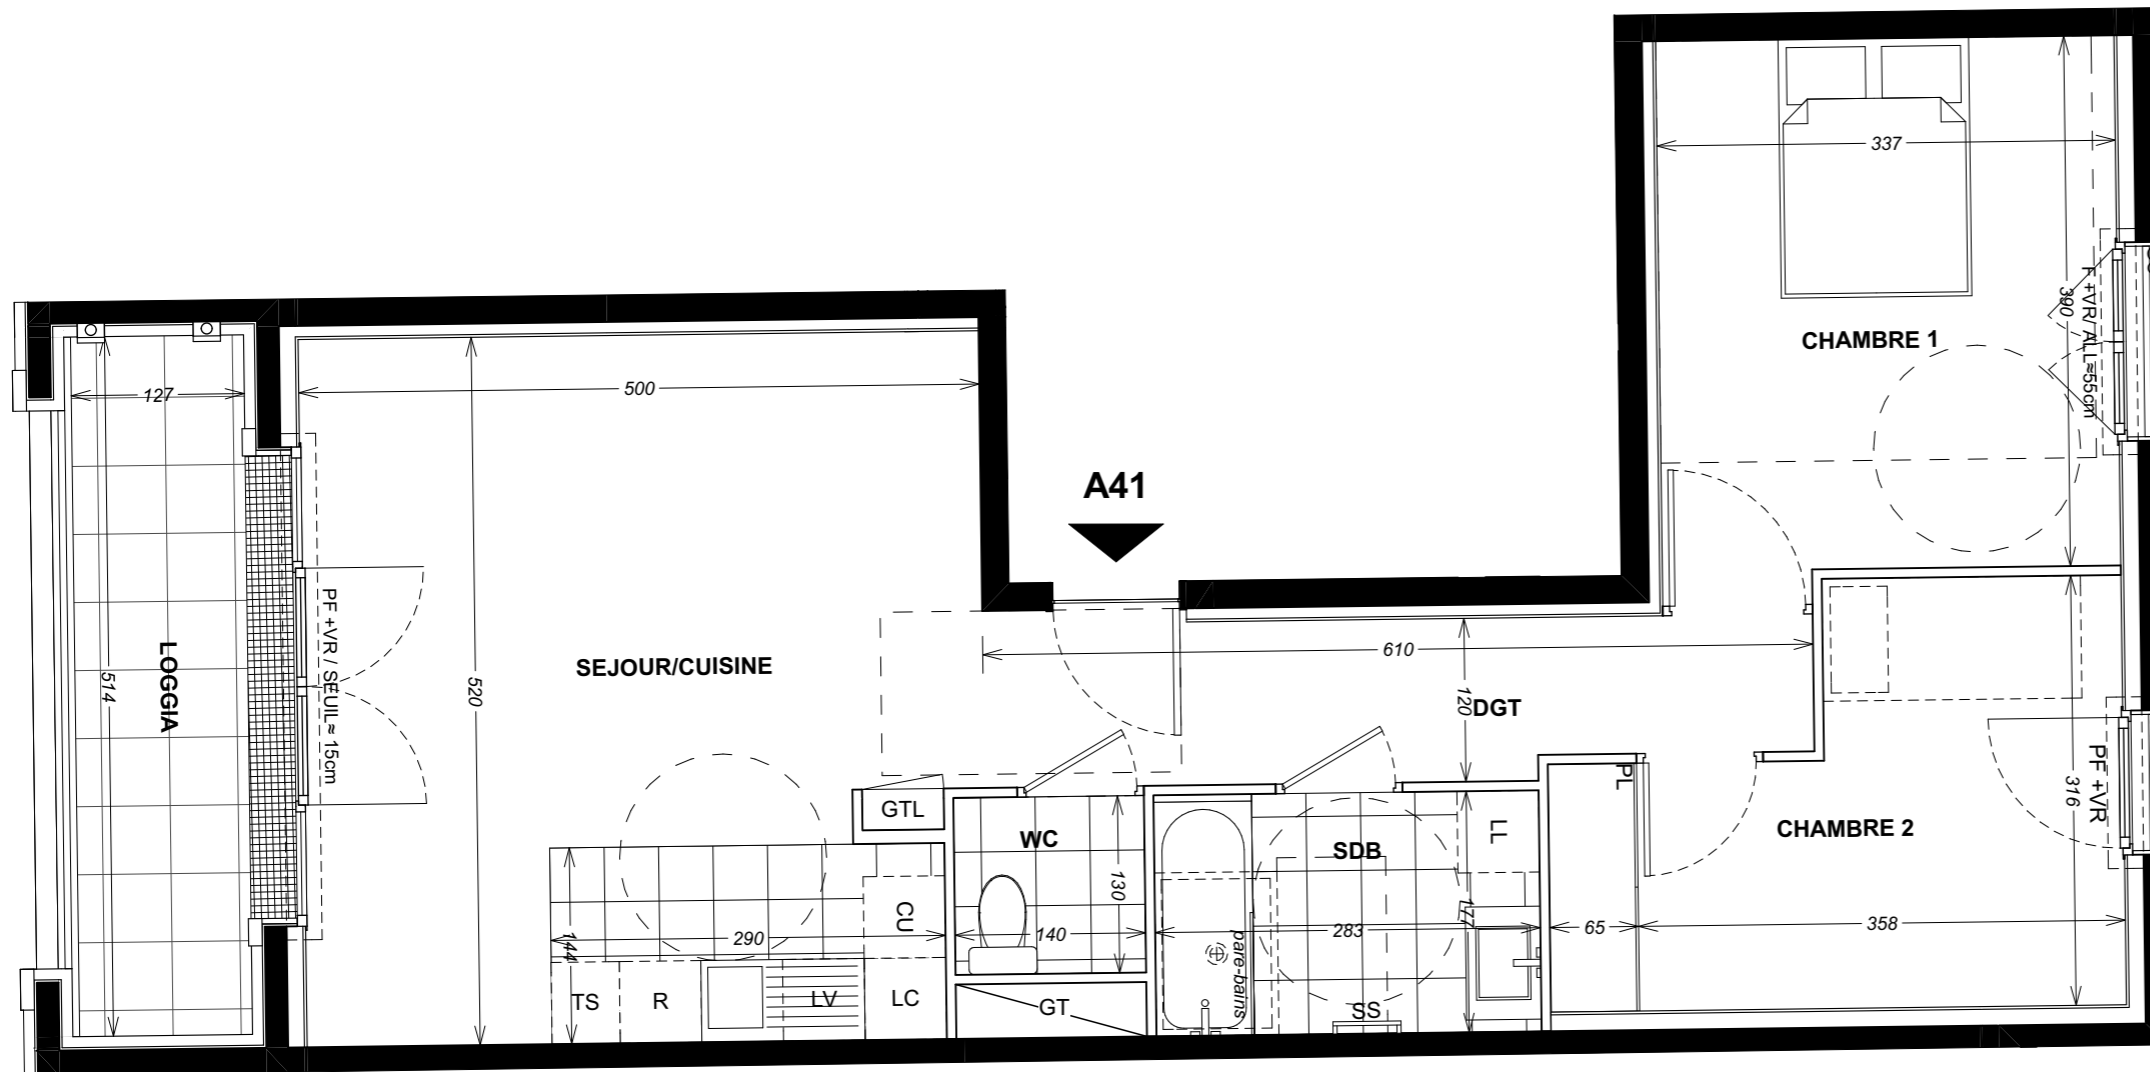 337
390
F +VR/ ALL≈55cm
CHAMBRE 1
127
500
A41
LOGGIA
514
PF +VR / SEUIL≈ 15cm
520
SEJOUR/CUISINE
610
120
DGT
PL
316
PF +VR
CHAMBRE 2
GTL
WC
130
140
SDB
LL
177
283
pare-bains
SS
65
358
144
290
CU
TS
R
LV
LC
GT